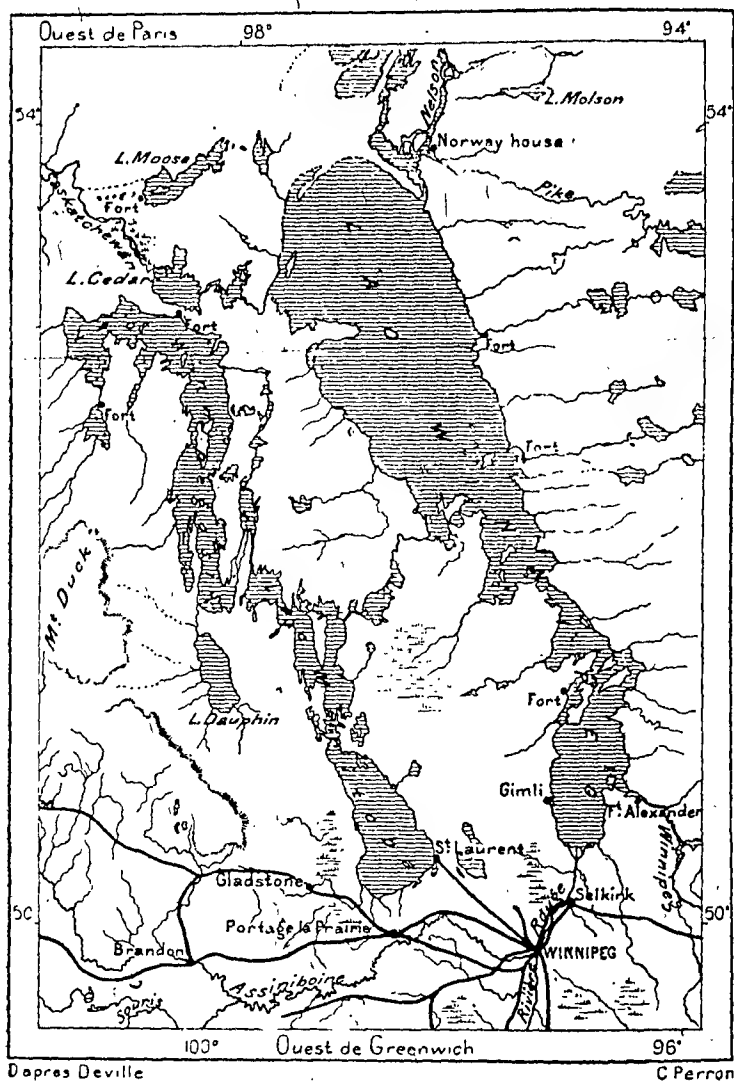 Ouest de Paris
98°
94°
54°
54°
L. Molson
Nelson
Norway house
L. Moose
Fort
Pike
Saskatchewan
L. Cedar
Fort
Fort
Fort
Fort
Mt Duck
L. Dauphin
Fort
Gimli
Ft. Alexander
Winnipeg
St Laurent
Gladstone
Selkirk
50°
50°
Portage la Prairie
Rivière Rouge
Brandon
WINNIPEG
Assiniboine
Souris
100°
Ouest de Greenwich
96°
Dapres Deville
C Perron